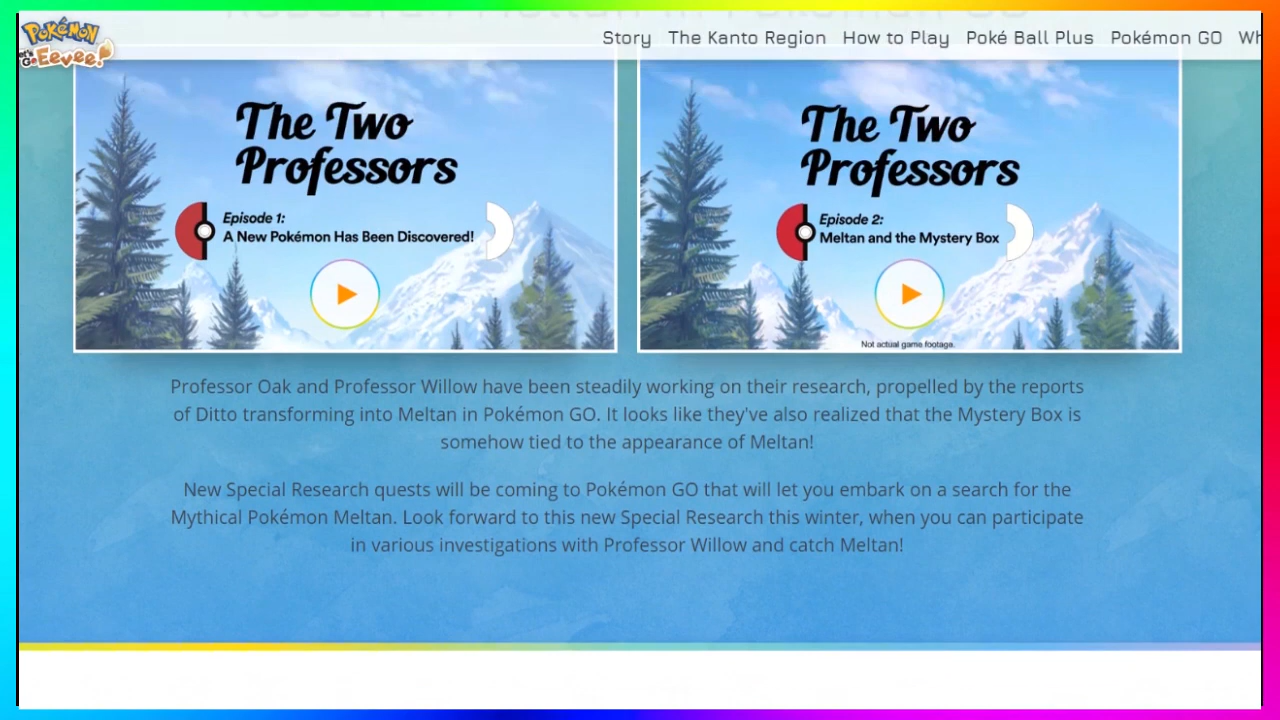 POKéMON
Let's Go Eevee!
Story The Kanto Region How to Play Poké Ball Plus Pokémon GO Wh
The Two
Professors
Episode 1:
A New Pokémon Has Been Discovered!
The Two
Professors
Episode 2:
Meltan and the Mystery Box
Not actual game footage.
Professor Oak and Professor Willow have been steadily working on their research, propelled by the reports
of Ditto transforming into Meltan in Pokémon GO. It looks like they've also realized that the Mystery Box is
somehow tied to the appearance of Meltan!
New Special Research quests will be coming to Pokémon GO that will let you embark on a search for the
Mythical Pokémon Meltan. Look forward to this new Special Research this winter, when you can participate
in various investigations with Professor Willow and catch Meltan!